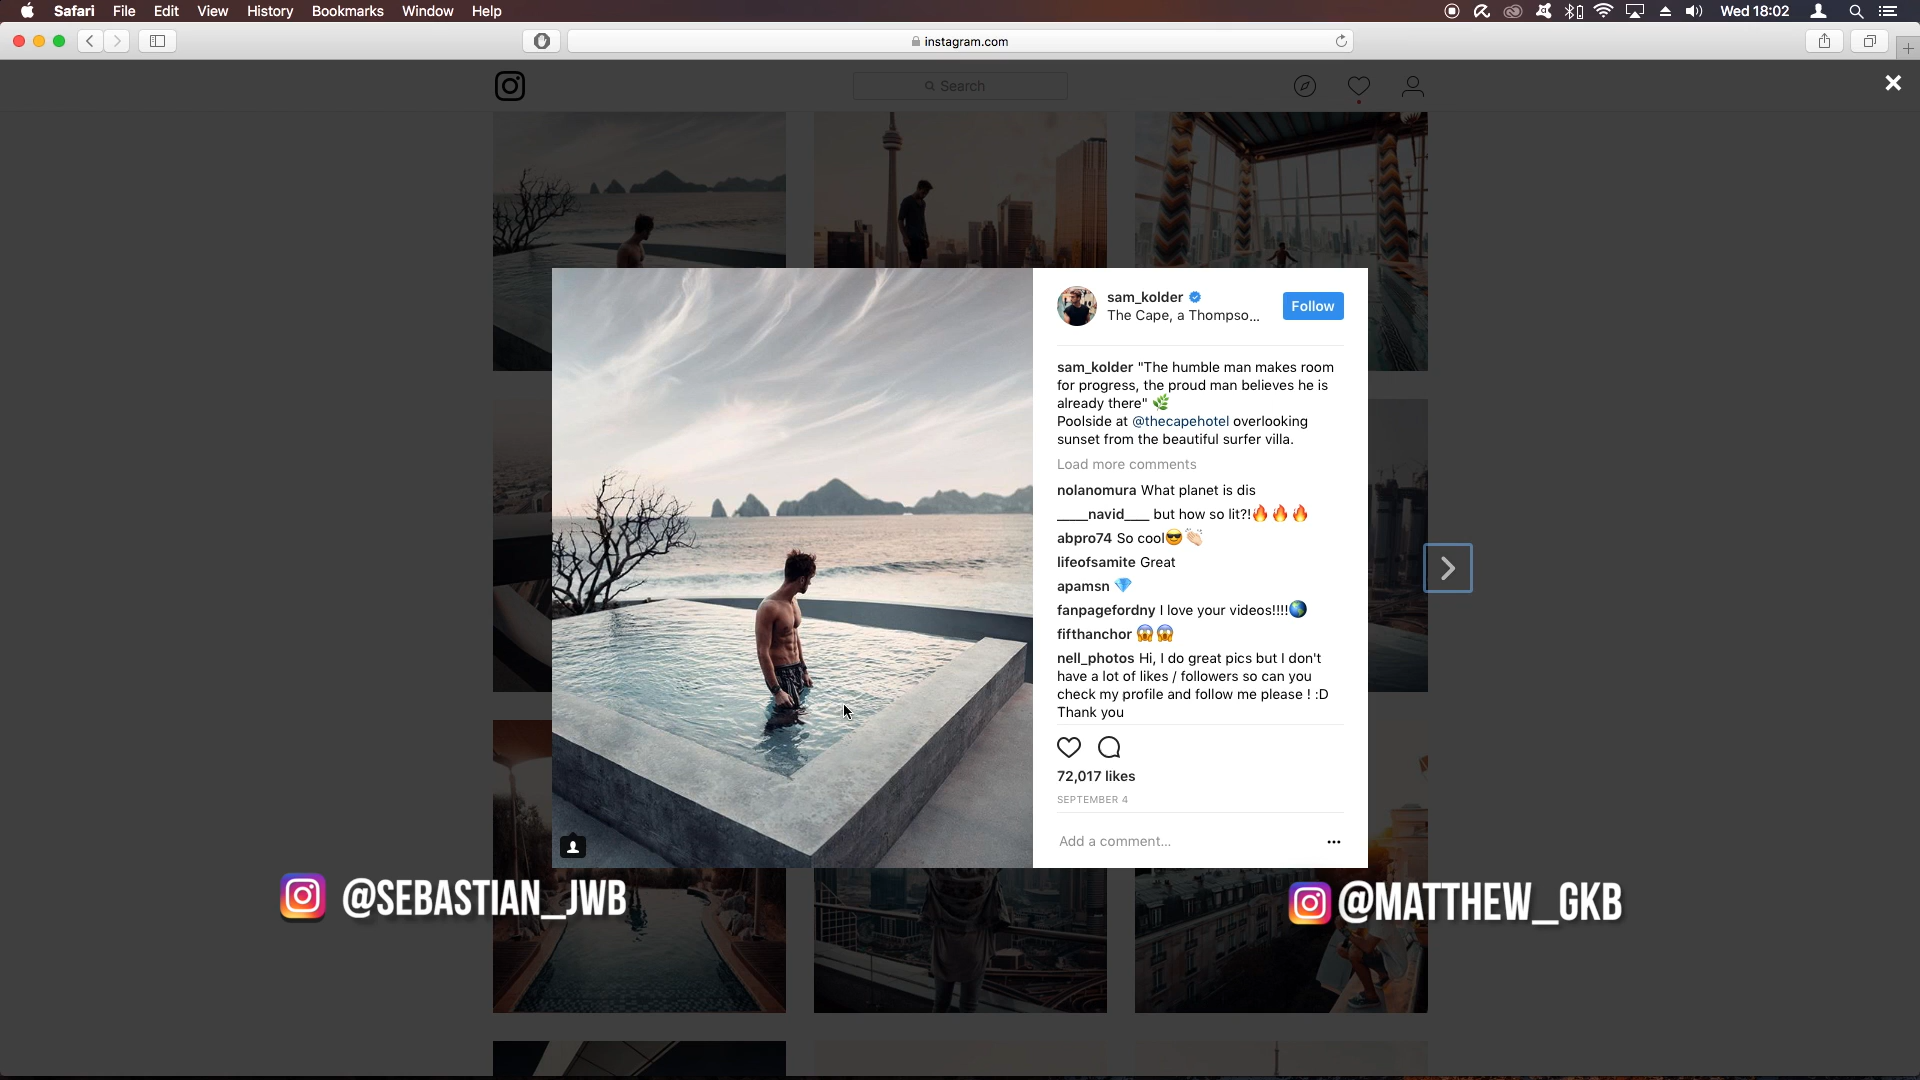 Safari File Edit View History Bookmarks Window Help Wed 18:02
instagram.com
Search
sam_kolder
The Cape, a Thompso...
Follow
sam_kolder "The humble man makes room
for progress, the proud man believes he is
already there" 🌿
Poolside at @thecapehotel overlooking
sunset from the beautiful surfer villa.
Load more comments
nolanomura What planet is dis
____navid___ but how so lit?!🔥🔥🔥
abpro74 So cool😎👏🏻
lifeofsamite Great
apamsn 💎
fanpagefordny I love your videos!!!!🌎
fifthanchor 😱😱
nell_photos Hi, I do great pics but I don't
have a lot of likes / followers so can you
check my profile and follow me please ! :D
Thank you
72,017 likes
SEPTEMBER 4
Add a comment...
@SEBASTIAN_JWB
@MATTHEW_GKB